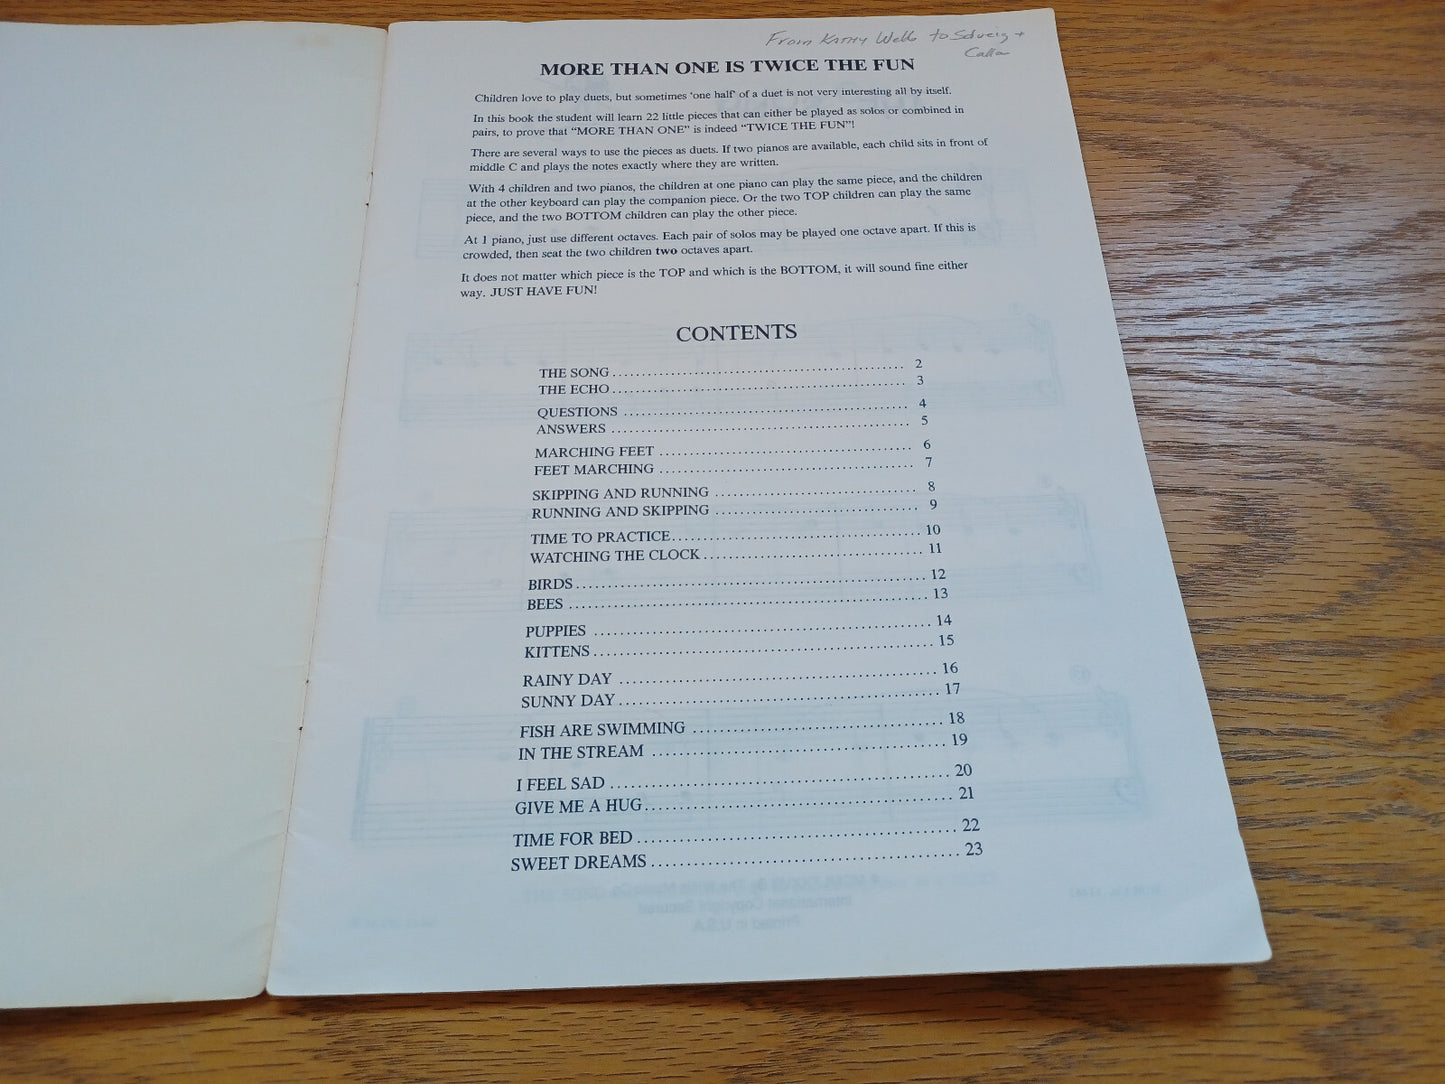 From Kathy Wells to Solveig +
Calla
MORE THAN ONE IS TWICE THE FUN
Children love to play duets, but sometimes 'one half' of a duet is not very interesting all by itself.
In this book the student will learn 22 little pieces that can either be played as solos or combined in
pairs, to prove that "MORE THAN ONE" is indeed "TWICE THE FUN"!
There are several ways to use the pieces as duets. If two pianos are available, each child sits in front of
middle C and plays the notes exactly where they are written.
With 4 children and two pianos, the children at one piano can play the same piece, and the children
at the other keyboard can play the companion piece. Or the two TOP children can play the same
piece, and the two BOTTOM children can play the other piece.
At 1 piano, just use different octaves. Each pair of solos may be played one octave apart. If this is
crowded, then seat the two children two octaves apart.
It does not matter which piece is the TOP and which is the BOTTOM, it will sound fine either
way. JUST HAVE FUN!
CONTENTS
THE SONG 2
THE ECHO 3
QUESTIONS 4
ANSWERS 5
MARCHING FEET 6
FEET MARCHING 7
SKIPPING AND RUNNING 8
RUNNING AND SKIPPING 9
TIME TO PRACTICE 10
WATCHING THE CLOCK 11
BIRDS 12
BEES 13
PUPPIES 14
KITTENS 15
RAINY DAY 16
SUNNY DAY 17
FISH ARE SWIMMING 18
IN THE STREAM 19
I FEEL SAD 20
GIVE ME A HUG 21
TIME FOR BED 22
SWEET DREAMS 23
International Copyright Secured
Printed in U.S.A.